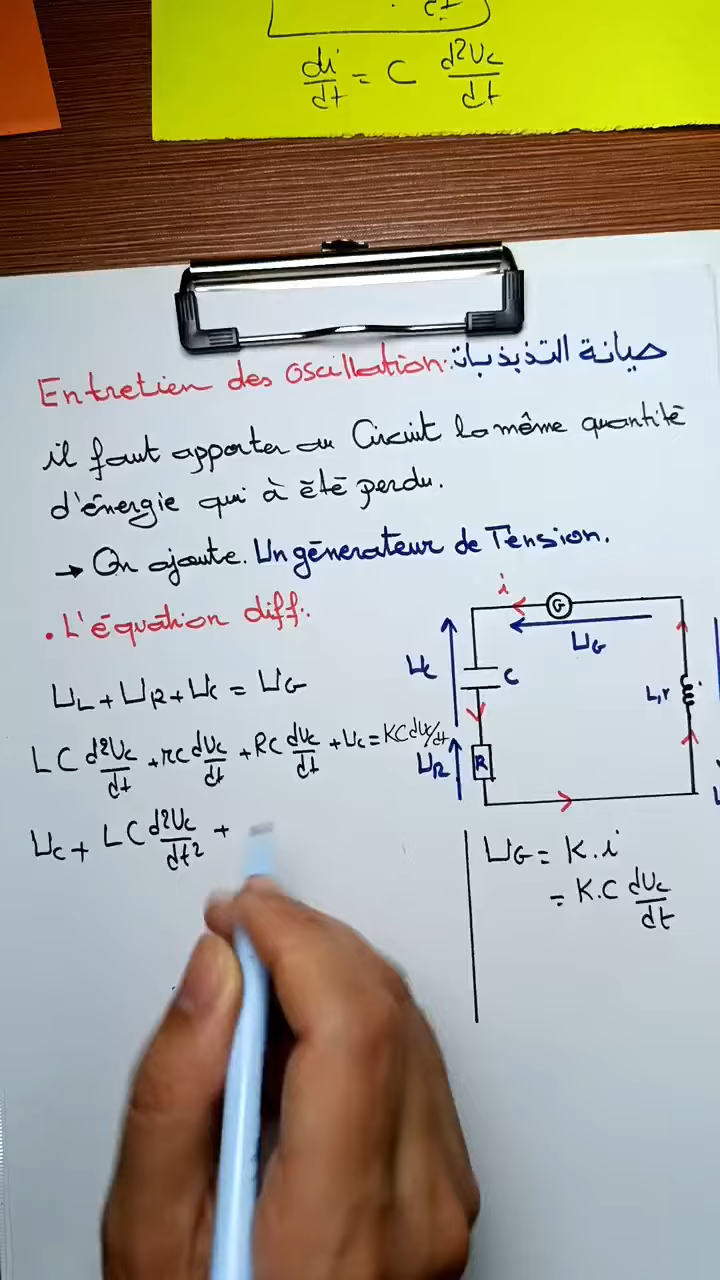 di/dt = C d²Uc/dt
Entretien des Oscillation: صيانة التذبذبات
il faut apporter au Circuit la même quantité
d'énergie qui à été perdu.
→ On ajoute. Un génerateur de Tension.
. L'équation diff:
UL + UR + Uc = UG
LC d²Uc/dt + rC dUc/dt + RC dUc/dt + Uc = KC dUc/dt
Uc + LC d²Uc/dt² +
i
G
UG
Uc
C
L,r
UR
R
UG = K.i
= K.C dUc/dt